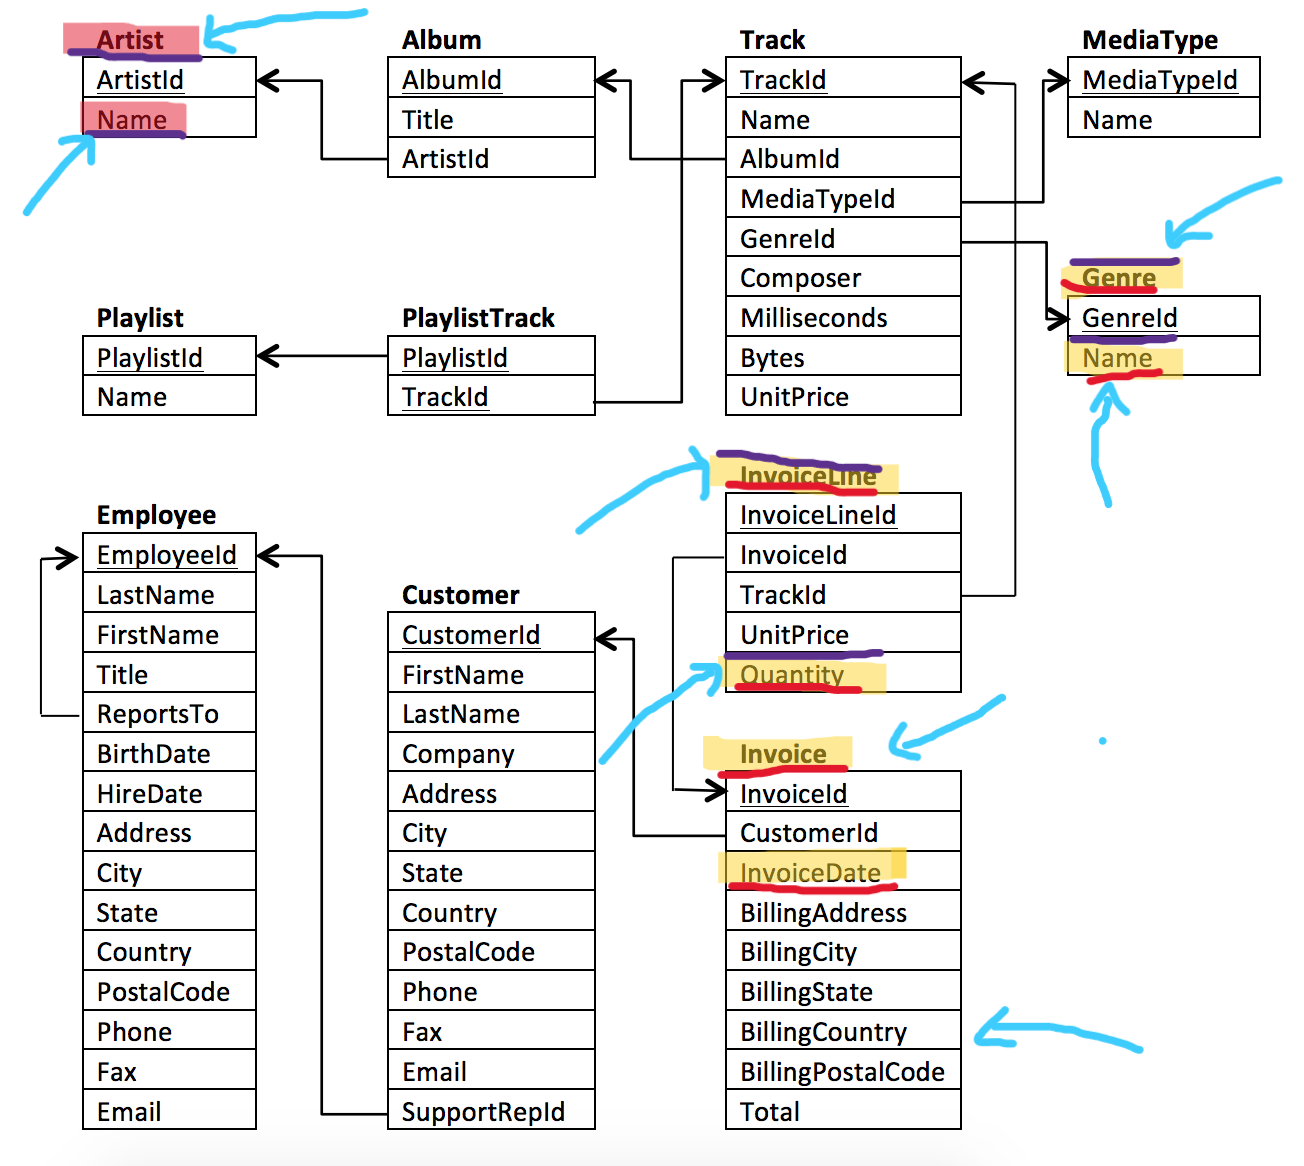 Artist
ArtistId
Name
Album
AlbumId
Title
ArtistId
Track
TrackId
Name
AlbumId
MediaTypeId
GenreId
Composer
Milliseconds
Bytes
UnitPrice
MediaType
MediaTypeId
Name
Genre
GenreId
Name
Playlist
PlaylistId
Name
PlaylistTrack
PlaylistId
TrackId
Employee
EmployeeId
LastName
FirstName
Title
ReportsTo
BirthDate
HireDate
Address
City
State
Country
PostalCode
Phone
Fax
Email
Customer
CustomerId
FirstName
LastName
Company
Address
City
State
Country
PostalCode
Phone
Fax
Email
SupportRepId
InvoiceLine
InvoiceLineId
InvoiceId
TrackId
UnitPrice
Quantity
Invoice
InvoiceId
CustomerId
InvoiceDate
BillingAddress
BillingCity
BillingState
BillingCountry
BillingPostalCode
Total